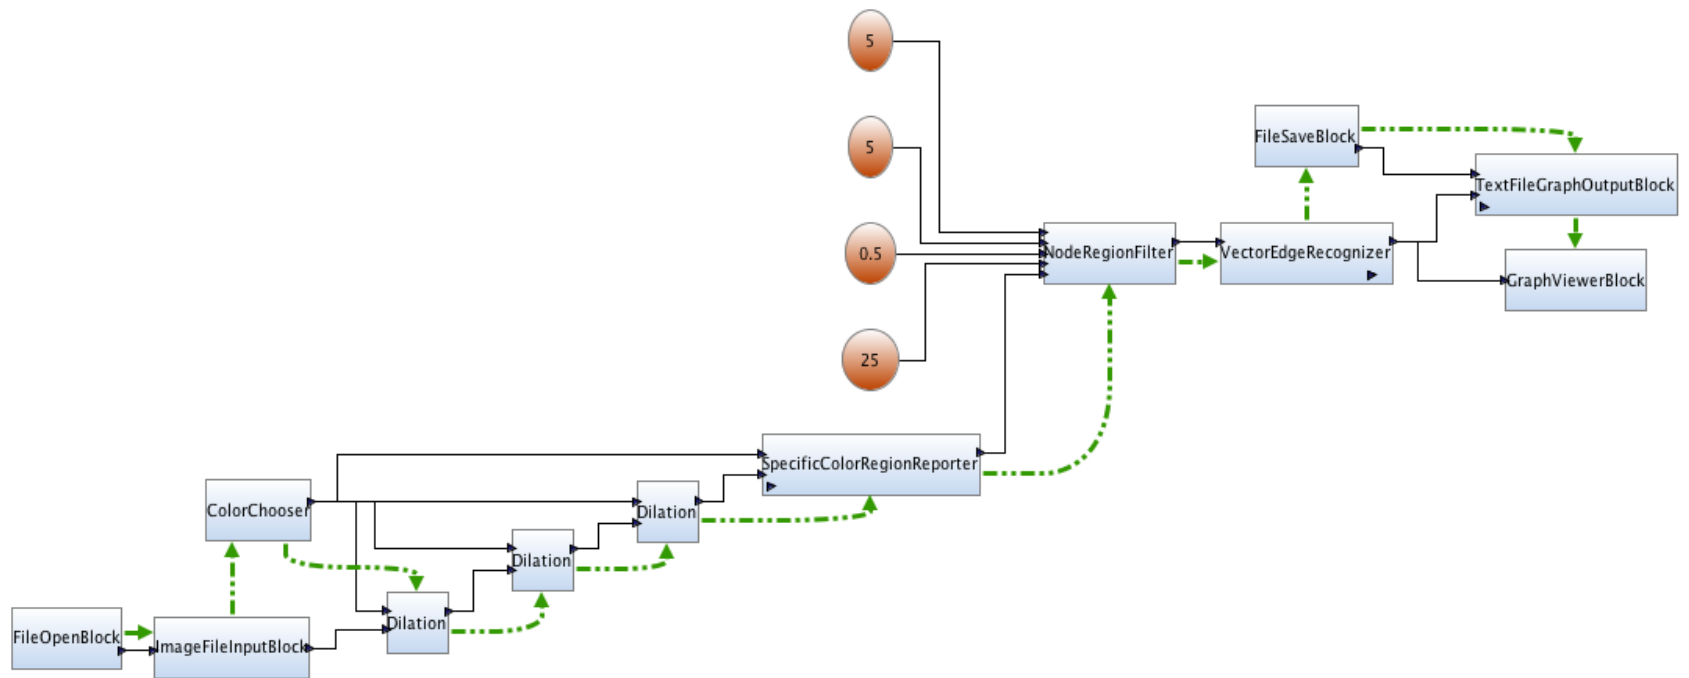 5
5
FileSaveBlock
TextFileGraphOutputBlock
0.5
NodeRegionFilter
VectorEdgeRecognizer
GraphViewerBlock
25
SpecificColorRegionReporter
ColorChooser
Dilation
Dilation
Dilation
FileOpenBlock
ImageFileInputBlock